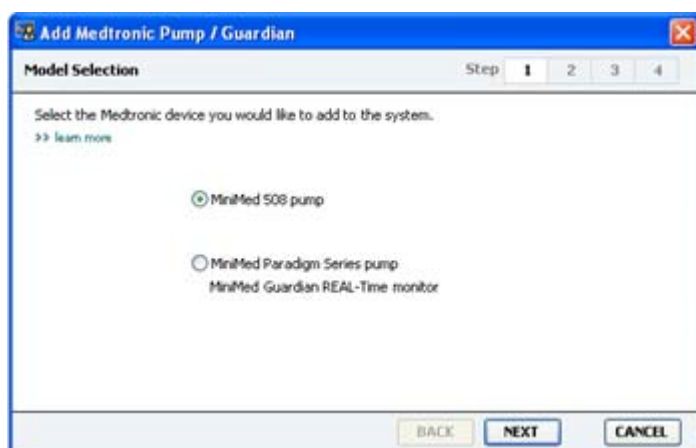 Add Medtronic Pump / Guardian
Model Selection
Step 1 2 3 4
Select the Medtronic device you would like to add to the system.
>> learn more
MiniMed 508 pump
MiniMed Paradigm Series pump
MiniMed Guardian REAL-Time monitor
BACK NEXT CANCEL